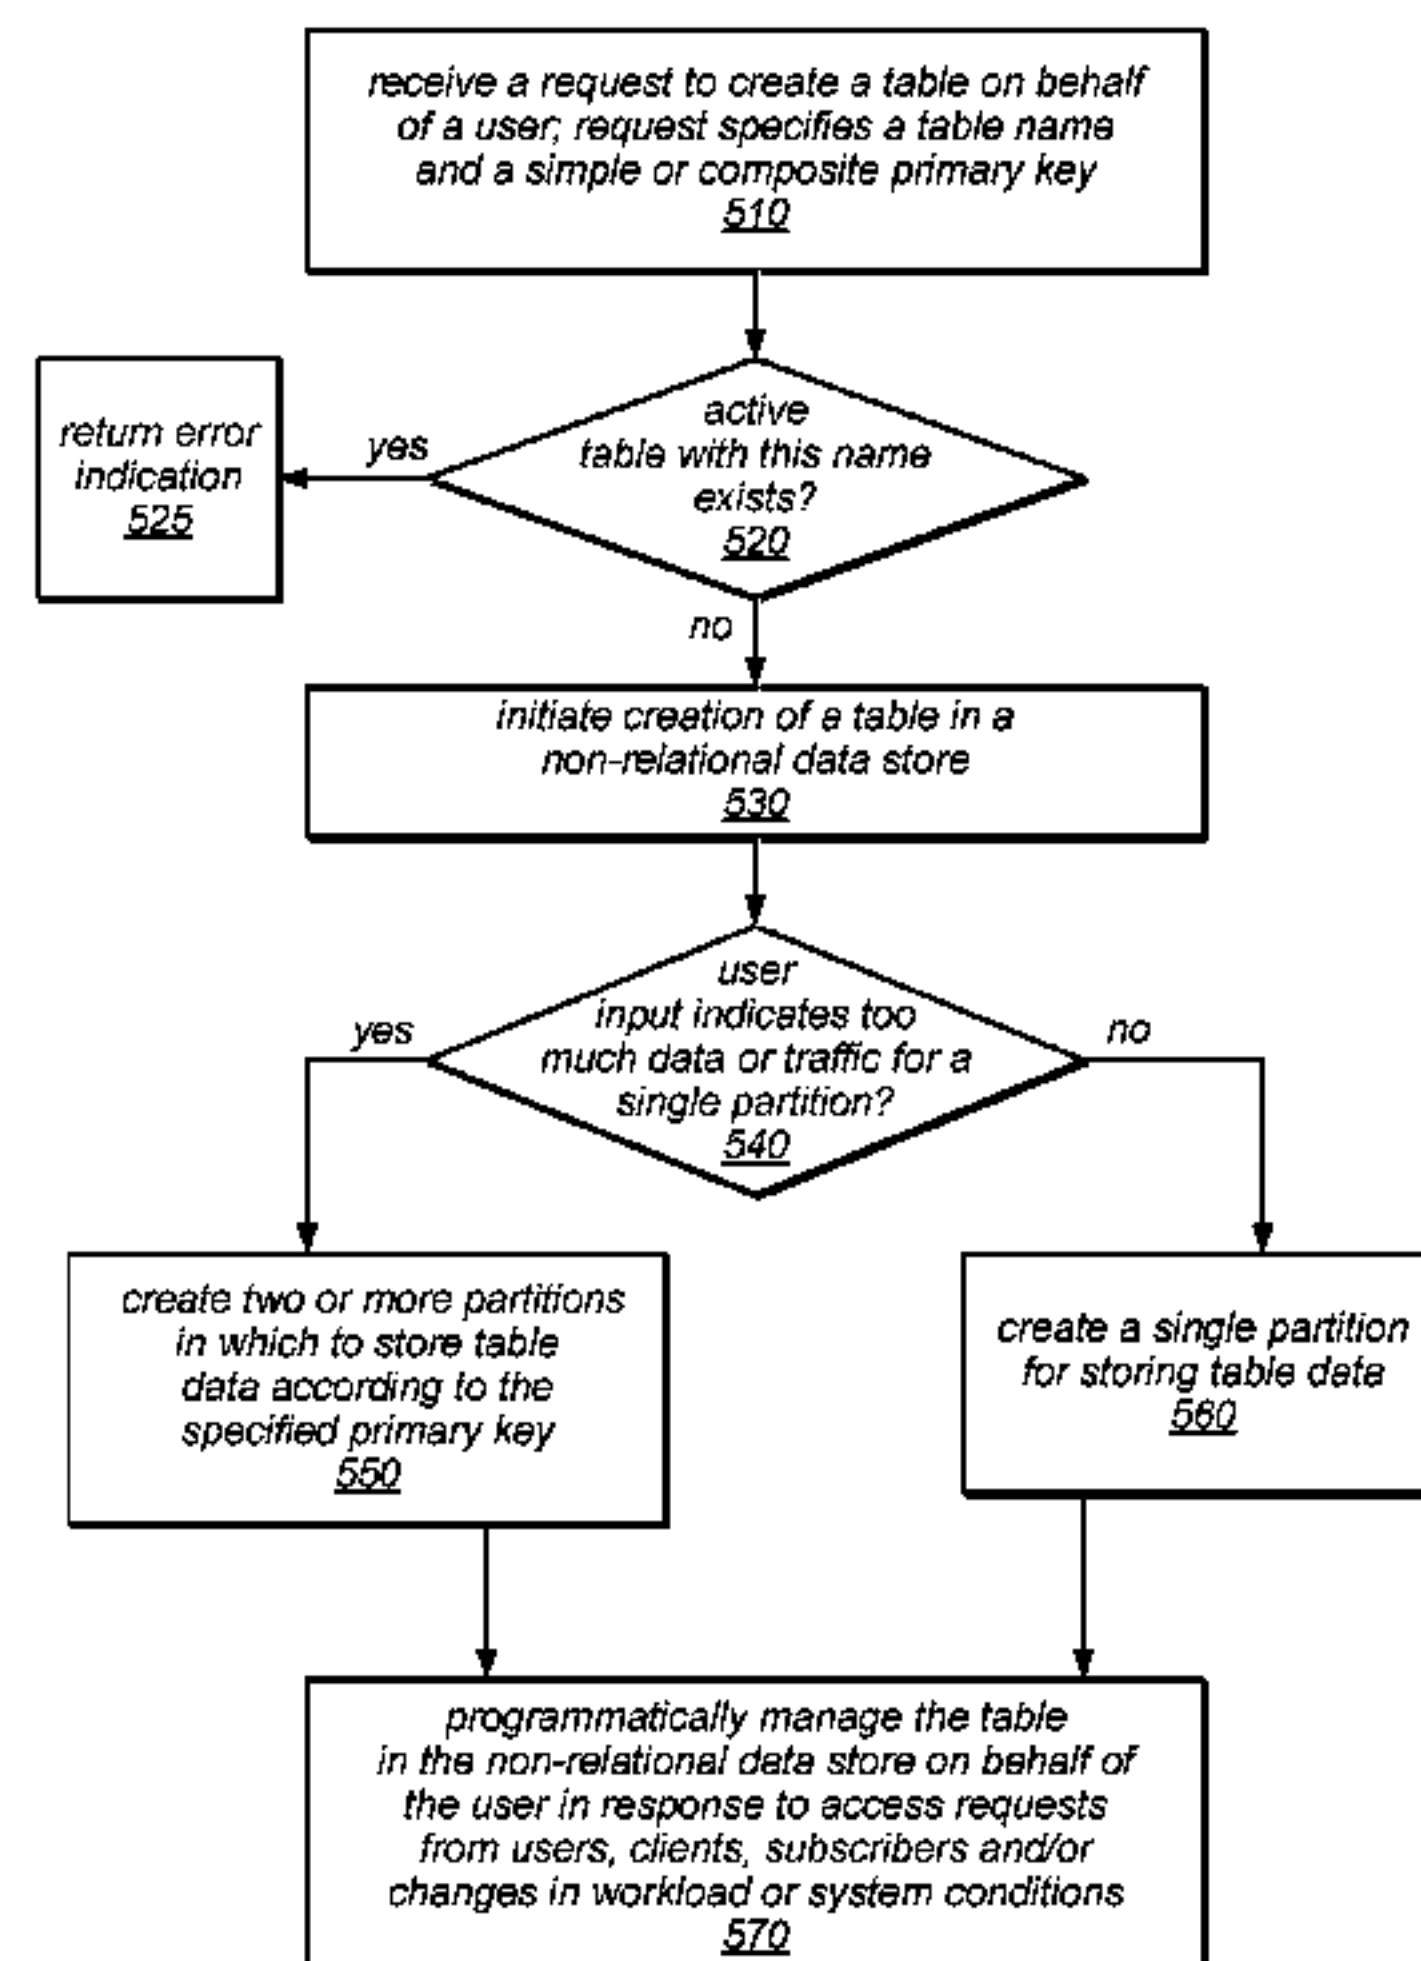 receive a request to create a table on behalf
of a user; request specifies a table name
and a simple or composite primary key
510
active
table with this name
exists?
520
yes
return error
indication
525
no
initiate creation of a table in a
non-relational data store
530
user
input indicates too
much data or traffic for a
single partition?
540
yes
no
create two or more partitions
in which to store table
data according to the
specified primary key
550
create a single partition
for storing table data
560
programmatically manage the table
in the non-relational data store on behalf of
the user in response to access requests
from users, clients, subscribers and/or
changes in workload or system conditions
570